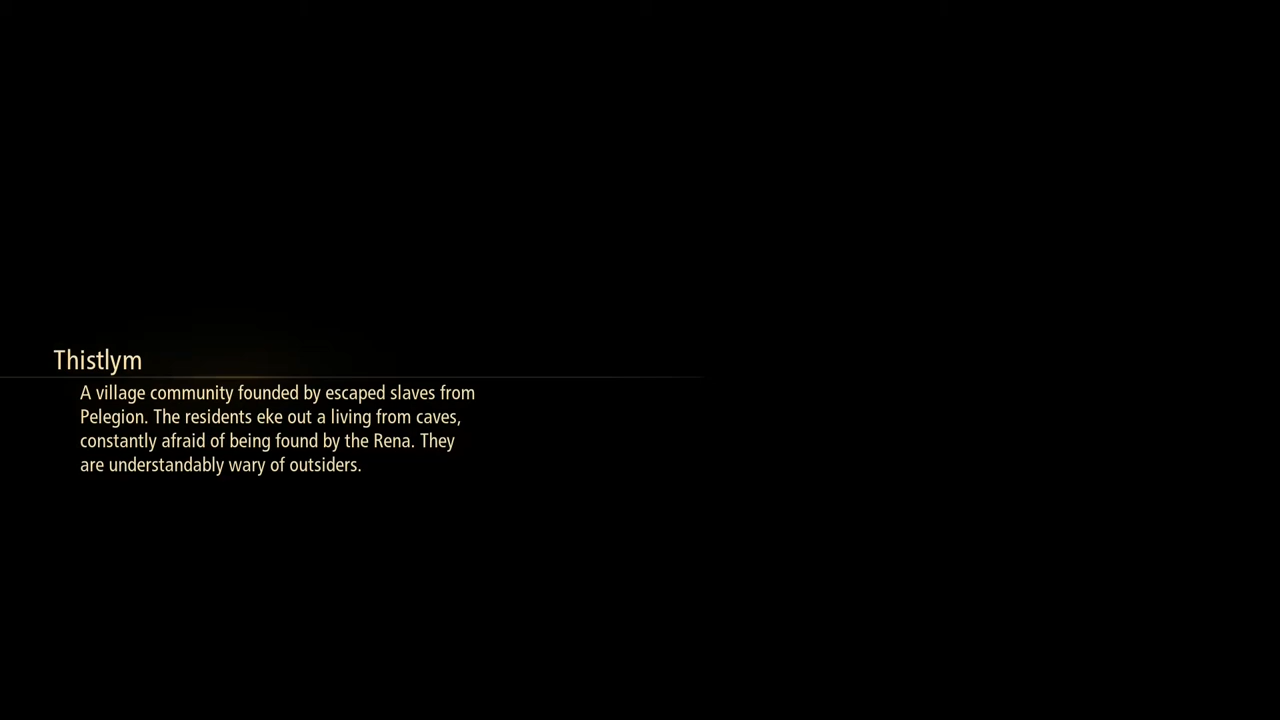 Thistlym
A village community founded by escaped slaves from
Pelegion. The residents eke out a living from caves,
constantly afraid of being found by the Rena. They
are understandably wary of outsiders.